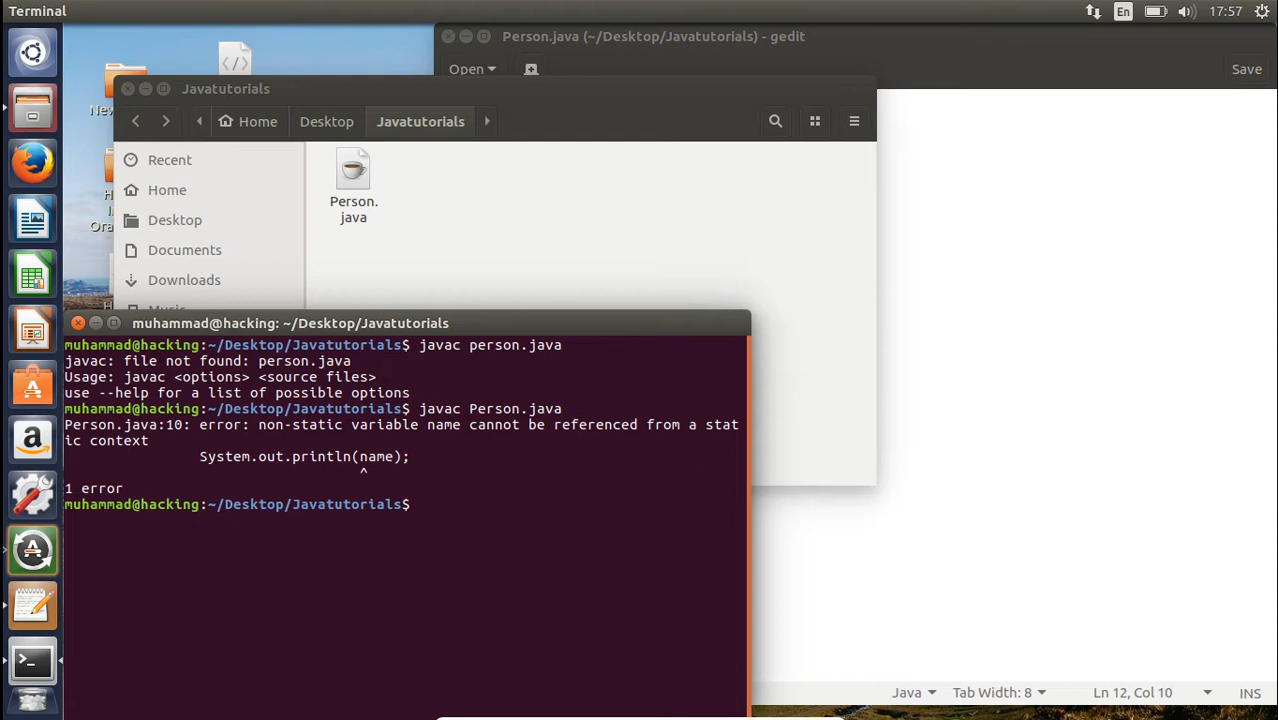 Terminal
En
17:57
Person.java (~/Desktop/Javatutorials) - gedit
Open
Save
Javatutorials
Home
Desktop
Javatutorials
Recent
Home
Desktop
Documents
Downloads
Person.
java
muhammad@hacking: ~/Desktop/Javatutorials
muhammad@hacking:~/Desktop/Javatutorials$ javac person.java
javac: file not found: person.java
Usage: javac <options> <source files>
use --help for a list of possible options
muhammad@hacking:~/Desktop/Javatutorials$ javac Person.java
Person.java:10: error: non-static variable name cannot be referenced from a stat
ic context
System.out.println(name);
^
1 error
muhammad@hacking:~/Desktop/Javatutorials$
Java
Tab Width: 8
Ln 12, Col 10
INS